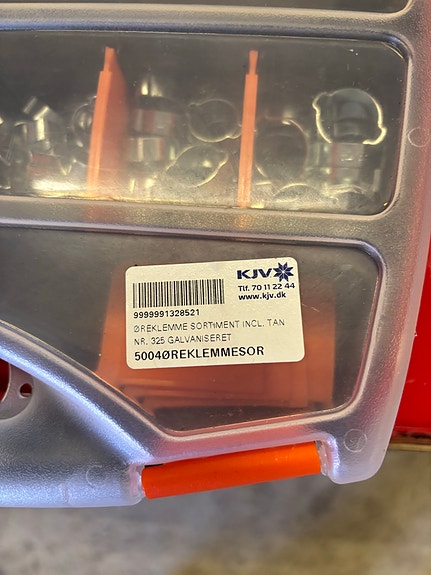 KJV
Tlf. 70 11 22 44
www.kjv.dk
9999991328521
ØREKLEMME SORTIMENT INCL. TAN
NR. 325 GALVANISERET
5004ØREKLEMMESOR